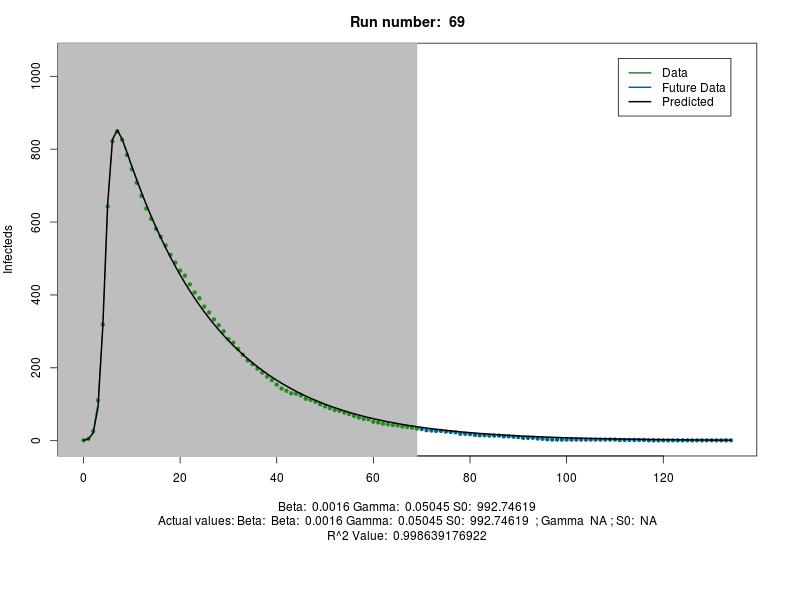 Run number: 69
Data
Future Data
Predicted
1000
800
600
400
200
0
Infecteds
0 20 40 60 80 100 120
Beta: 0.0016 Gamma: 0.05045 S0: 992.74619
Actual values: Beta: Beta: 0.0016 Gamma: 0.05045 S0: 992.74619 ; Gamma NA ; S0: NA
R^2 Value: 0.998639176922